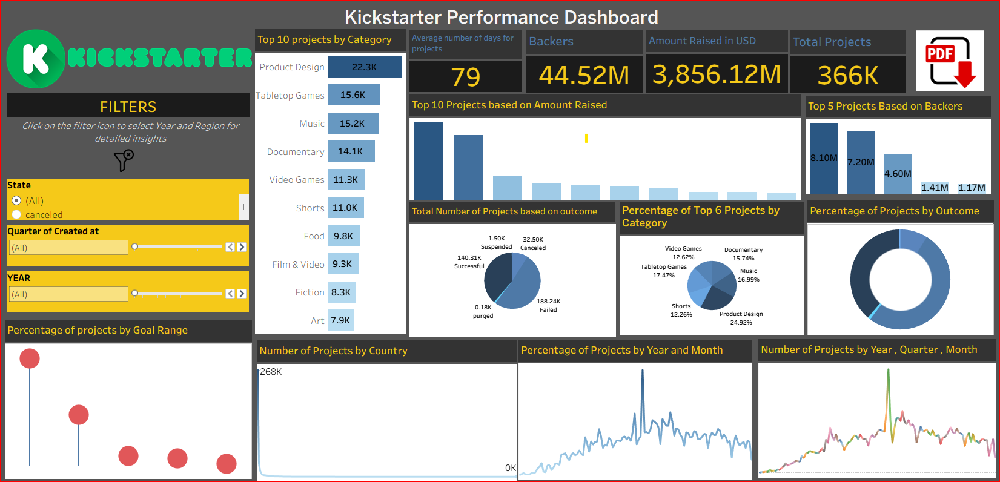 Kickstarter Performance Dashboard
K
KICKSTARTER
FILTERS
Click on the filter icon to select Year and Region for
detailed insights
State
(All)
canceled
Quarter of Created at
(All)
YEAR
(All)
Top 10 projects by Category
Product Design
22.3K
Tabletop Games
15.6K
Music
15.2K
Documentary
14.1K
Video Games
11.3K
Shorts
11.0K
Food
9.8K
Film & Video
9.3K
Fiction
8.3K
Art
7.9K
Average number of days for
projects
79
Backers
44.52M
Amount Raised in USD
3,856.12M
Total Projects
366K
PDF
Top 10 Projects based on Amount Raised
Top 5 Projects Based on Backers
8.10M
7.20M
4.60M
1.41M
1.17M
Total Number of Projects based on outcome
1.50K
Suspended
32.50K
Canceled
140.31K
Successful
0.18K
purged
188.24K
Failed
Percentage of Top 6 Projects by
Category
Video Games
12.62%
Documentary
15.74%
Tabletop Games
17.47%
Music
16.99%
Shorts
12.26%
Product Design
24.92%
Percentage of Projects by Outcome
Percentage of projects by Goal Range
Number of Projects by Country
268K
0K
Percentage of Projects by Year and Month
Number of Projects by Year , Quarter , Month